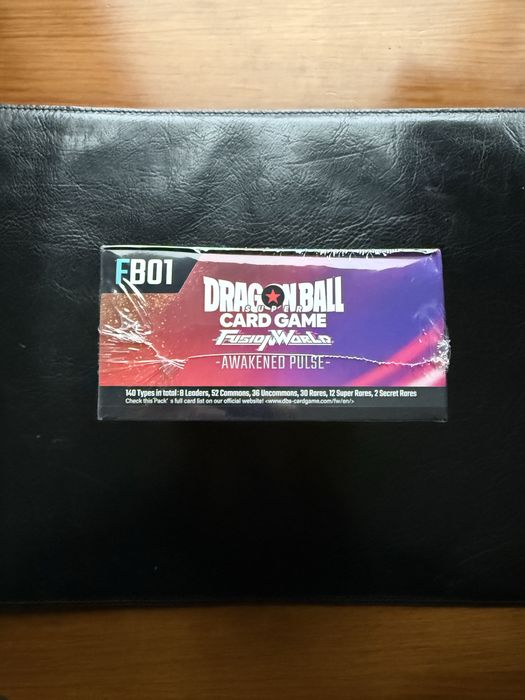 FB01
DRAGON BALL
SUPER
CARD GAME
FUSION WORLD
-AWAKENED PULSE-
140 Types in total: 8 Leaders, 52 Commons, 36 Uncommons, 30 Rares, 12 Super Rares, 2 Secret Rares
Check this Pack's full card list on our official website! <www.dbs-cardgame.com/fw/en/>